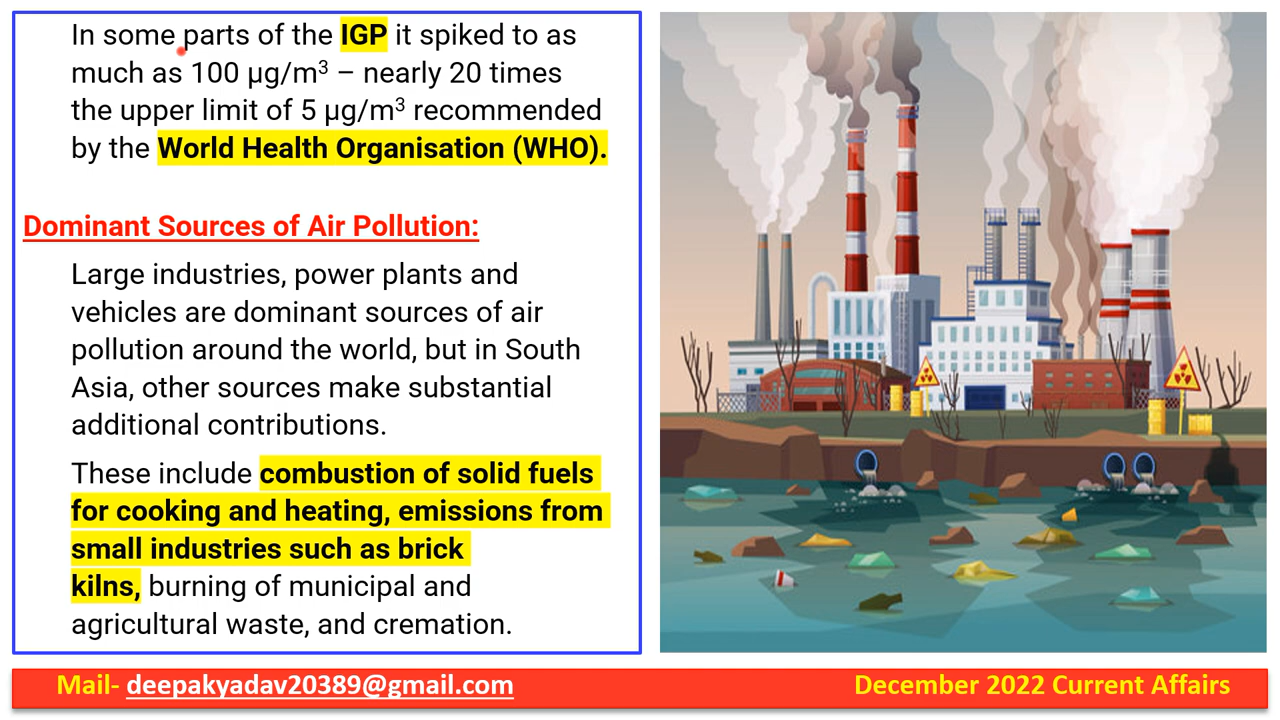 In some parts of the IGP it spiked to as
much as 100 µg/m³ – nearly 20 times
the upper limit of 5 µg/m³ recommended
by the World Health Organisation (WHO).
Dominant Sources of Air Pollution:
Large industries, power plants and
vehicles are dominant sources of air
pollution around the world, but in South
Asia, other sources make substantial
additional contributions.
These include combustion of solid fuels
for cooking and heating, emissions from
small industries such as brick
kilns, burning of municipal and
agricultural waste, and cremation.
Mail- deepakyadav20389@gmail.com
December 2022 Current Affairs